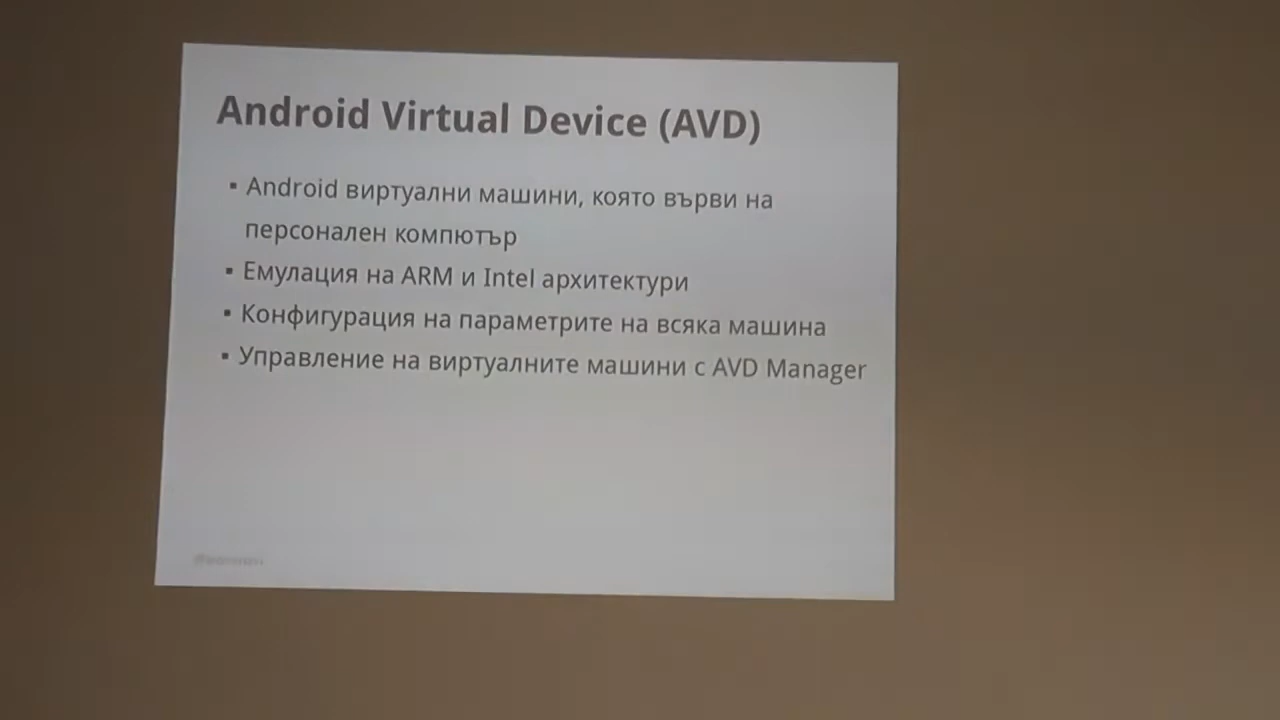 Android Virtual Device (AVD)
▪ Android виртуални машини, която върви на
персонален компютър
▪ Емулация на ARM и Intel архитектури
▪ Конфигурация на параметрите на всяка машина
▪ Управление на виртуалните машини с AVD Manager